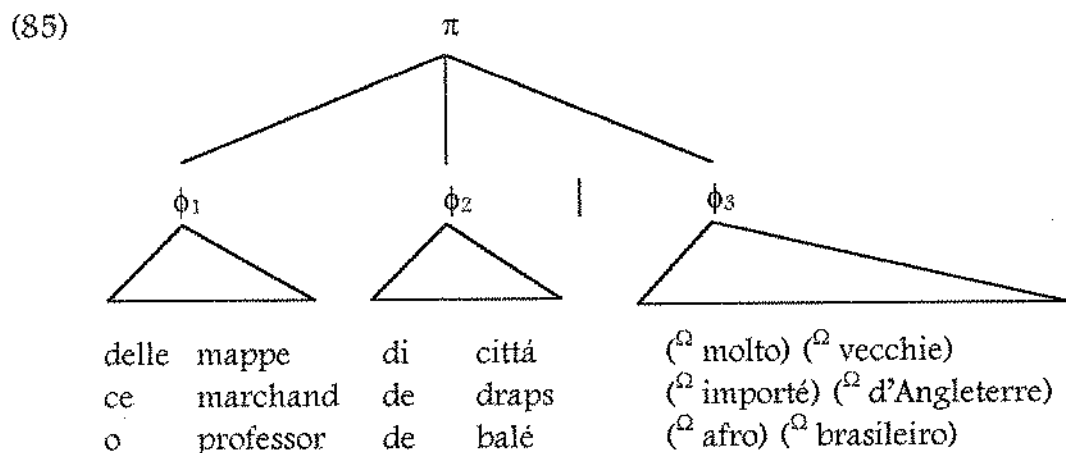 (85) π
ϕ1 ϕ2 | ϕ3
delle mappe di cittá (Ω molto) (Ω vecchie)
ce marchand de draps (Ω importé) (Ω d'Angleterre)
o professor de balé (Ω afro) (Ω brasileiro)